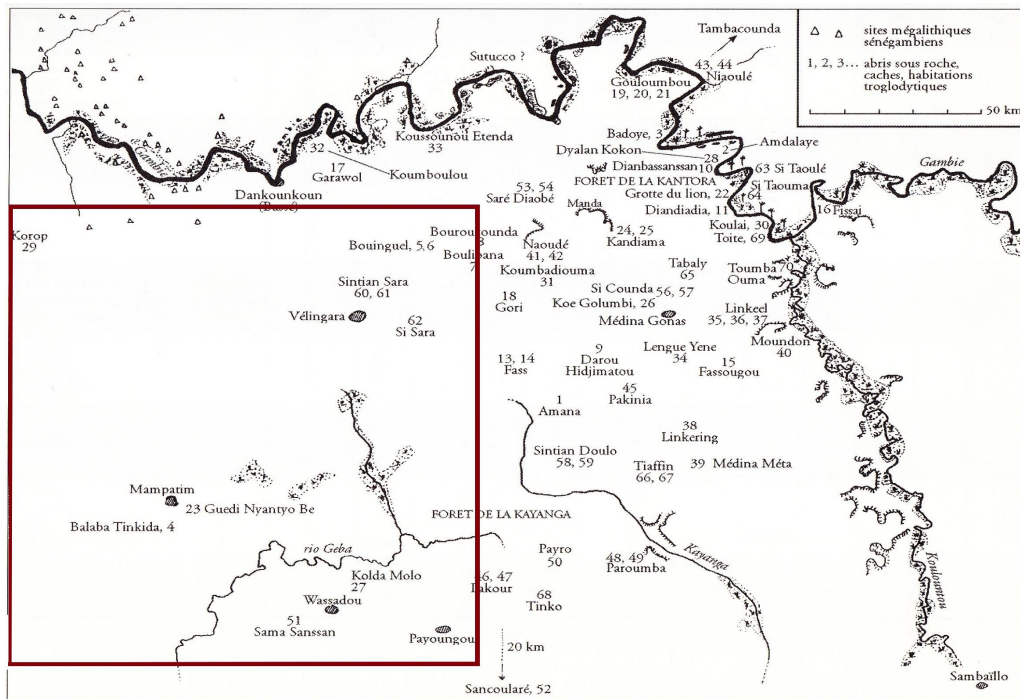 Tambacounda
sites mégalithiques
sénégambiens
1, 2, 3... abris sous roche,
caches, habitations
troglodytiques
50 km
Sutucco ?
43, 44
Niaoulé
Gouloumbou
19, 20, 21
Koussounou Etenda
33
32
17
Garawol
Koumboulou
Badoye, 3
2
Amdalaye
Dyalan Kokon
28
Dianbassanssan
10
63 Si Taoulé
Gambie
FORET DE LA KANTORA
Si Taouma
64
Dankounkoun
53, 54
Saré Diaobé
Grotte du lion, 22
Manda
Diandiadia, 11
16
Fissai
Koulai, 30
Toite, 69
24, 25
Kandiama
Korop
29
Bouinguel, 5,6
Naoudé
41, 42
Koumbadiouma
31
Tabaly
65
Toumba
Ouma
70
Sintian Sara
60, 61
18
Gori
Si Counda
56, 57
Koe Golumbi, 26
Médina Gonas
Linkeel
35, 36, 37
Vélingara
62
Si Sara
Moundon
40
13, 14
Fass
9
Darou
Hidjimatou
Lengue Yene
34
15
Fassougou
45
Pakinia
1
Amana
38
Linkering
Sintian Doulo
58, 59
Tiaffin
66, 67
39
Médina Méta
Mampatim
23 Guedi Nyantyo Be
Balaba Tinkida, 4
FORET DE LA KAYANGA
rio Geba
Payro
50
48, 49
Paroumba
Kayanga
Kouloumtou
Kolda Molo
27
68
Tinko
Wassadou
51
Sama Sanssan
Payoungou
20 km
Sancoularé, 52
Sambaïllo